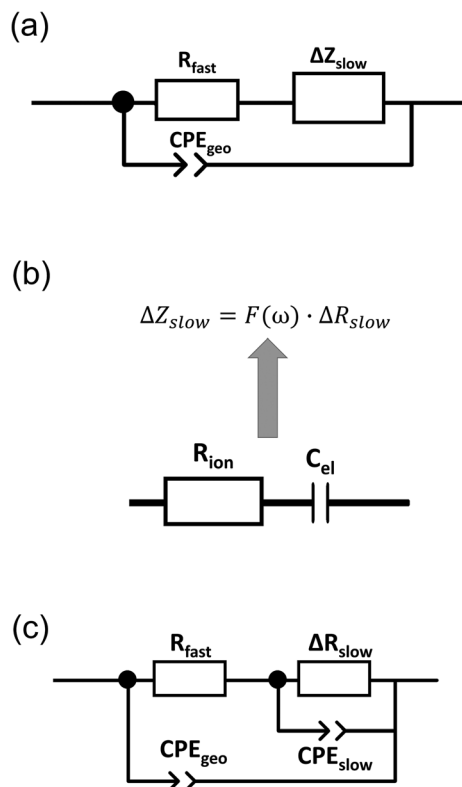 (a)
R_fast ΔZ_slow
CPE_geo
(b)
ΔZ_slow = F(ω) · ΔR_slow
R_ion C_el
(c)
R_fast ΔR_slow
CPE_geo CPE_slow